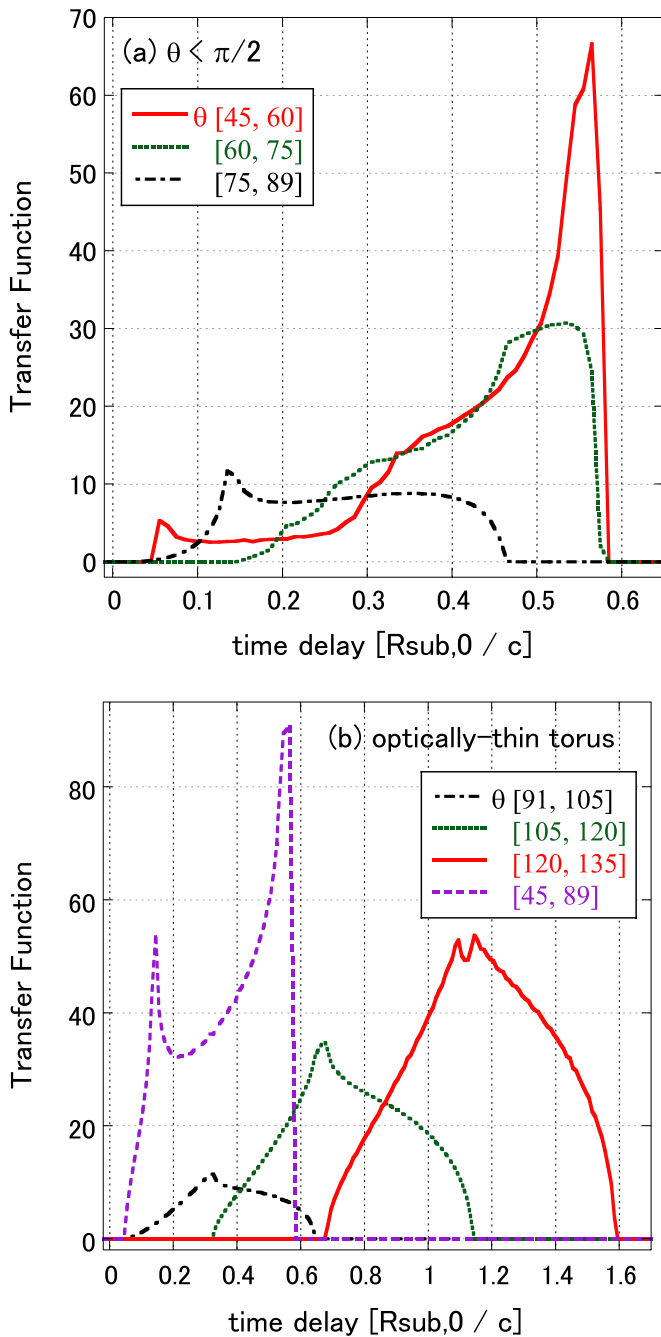 70
(a) θ < π/2
60
θ [45, 60]
[60, 75]
50
[75, 89]
40
Transfer Function
30
20
10
0
0 0.1 0.2 0.3 0.4 0.5 0.6
time delay [Rsub,0 / c]
(b) optically-thin torus
80
θ [91, 105]
[105, 120]
[120, 135]
60
[45, 89]
Transfer Function
40
20
0
0 0.2 0.4 0.6 0.8 1 1.2 1.4 1.6
time delay [Rsub,0 / c]